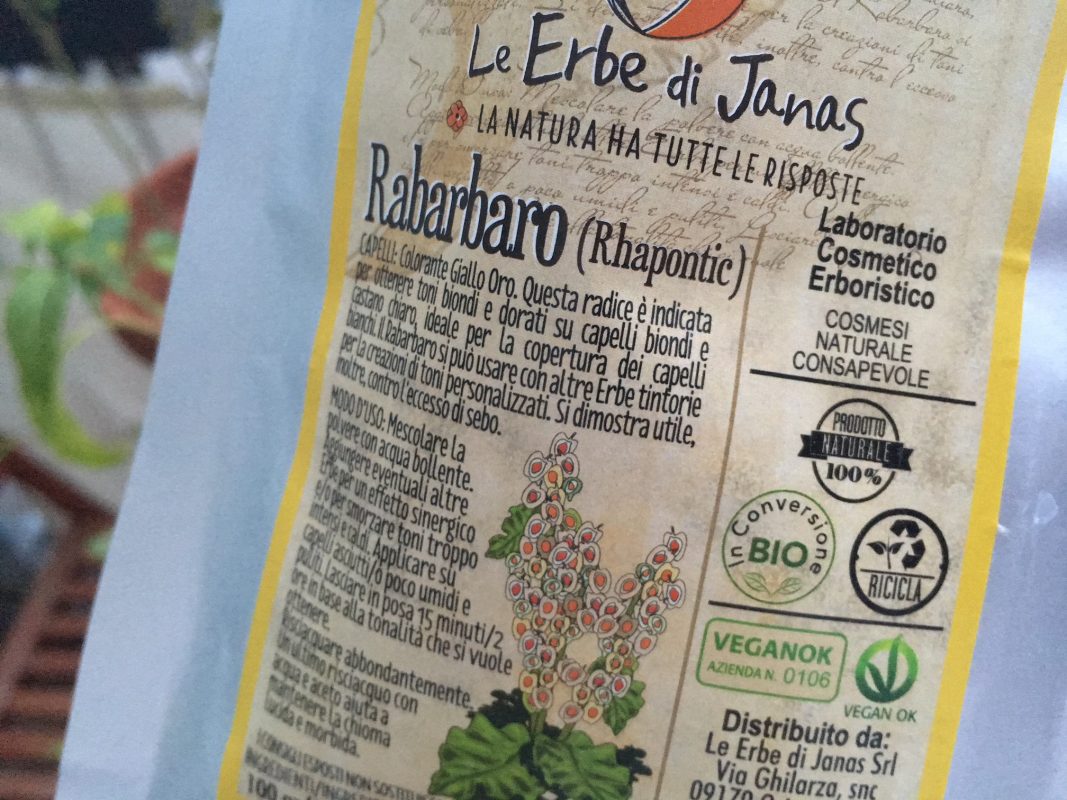 Le Erbe di Janas
LA NATURA HA TUTTE LE RISPOSTE
Rabarbaro (Rhapontic)
CAPELLI: Colorante Giallo Oro. Questa radice è indicata
per ottenere toni biondi e dorati su capelli biondi e
castano chiaro, ideale per La copertura dei capelli
bianchi. Il Rabarbaro si può usare con altre Erbe tintorie
per la creazioni di toni personalizzati. Si dimostra utile,
inoltre, contro l'eccesso di sebo.
MODO D'USO: Mescolare la
polvere con acqua bollente.
Aggiungere eventuali altre
Erbe per un effetto sinergico
e/o per smorzare toni troppo
intensi e caldi. Applicare su
capelli asciutti/o poco umidi e
puliti. Lasciare in posa 15 minuti/2
ore in base alla tonalità che si vuole
ottenere.
Risciacquare abbondantemente.
Un ultimo risciacquo con
acqua e aceto aiuta a
mantenere la chioma
lucida e morbida.
I CONSIGLI ESPOSTI NON
100
Laboratorio
Cosmetico
Erboristico
COSMESI
NATURALE
CONSAPEVOLE
PRODOTTO
NATURALE
100%
In Conversione
BIO
RICICLA
VEGANOK
AZIENDA N. 0106
VEGAN OK
Distribuito da:
Le Erbe di Janas Srl
Via Ghilarza, snc